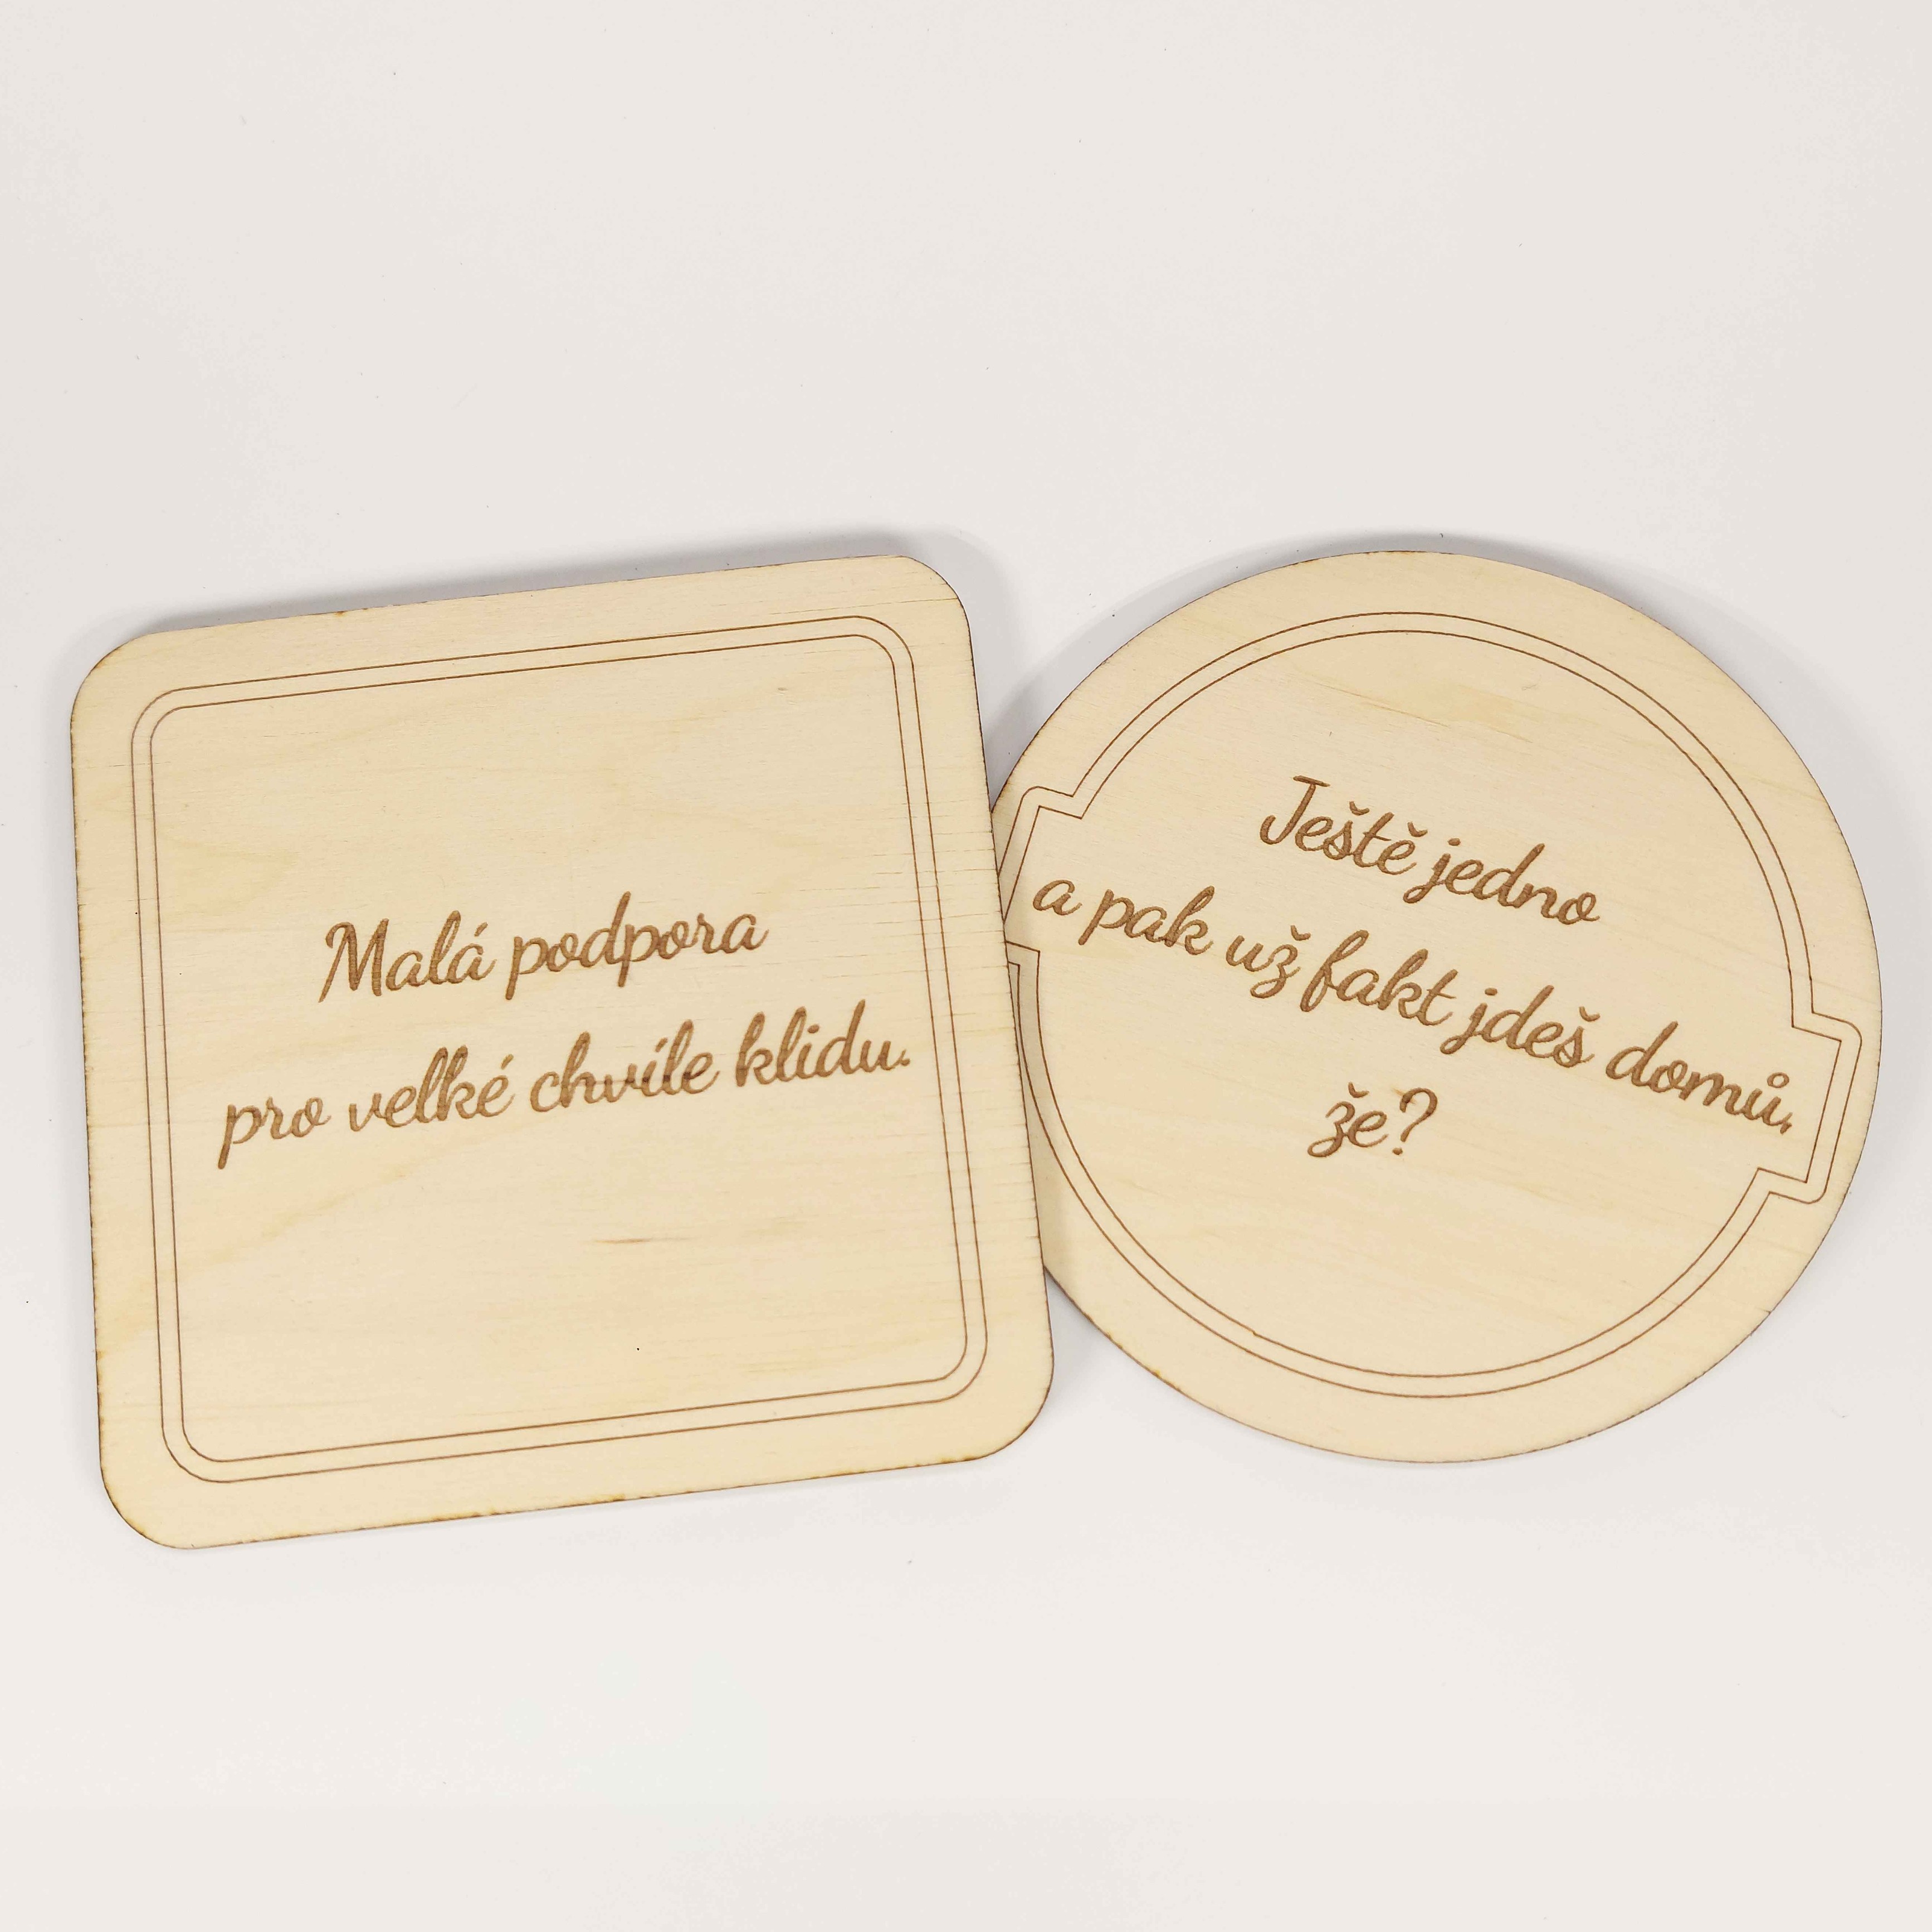 Malá podpora
pro velké chvíle klidu.
Ještě jedno
a pak už fakt jdeš domů,
že?